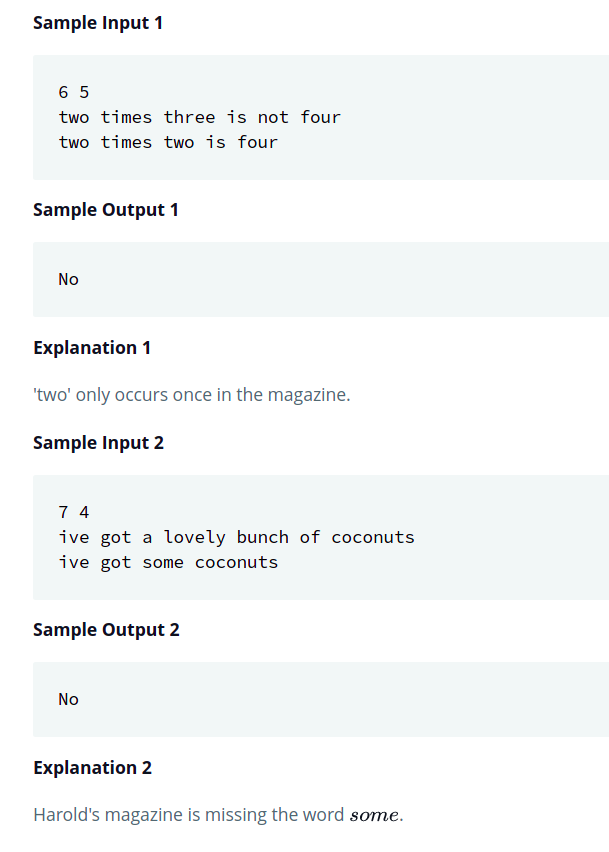 Sample Input 1
6 5
two times three is not four
two times two is four
Sample Output 1
No
Explanation 1
'two' only occurs once in the magazine.
Sample Input 2
7 4
ive got a lovely bunch of coconuts
ive got some coconuts
Sample Output 2
No
Explanation 2
Harold's magazine is missing the word some.